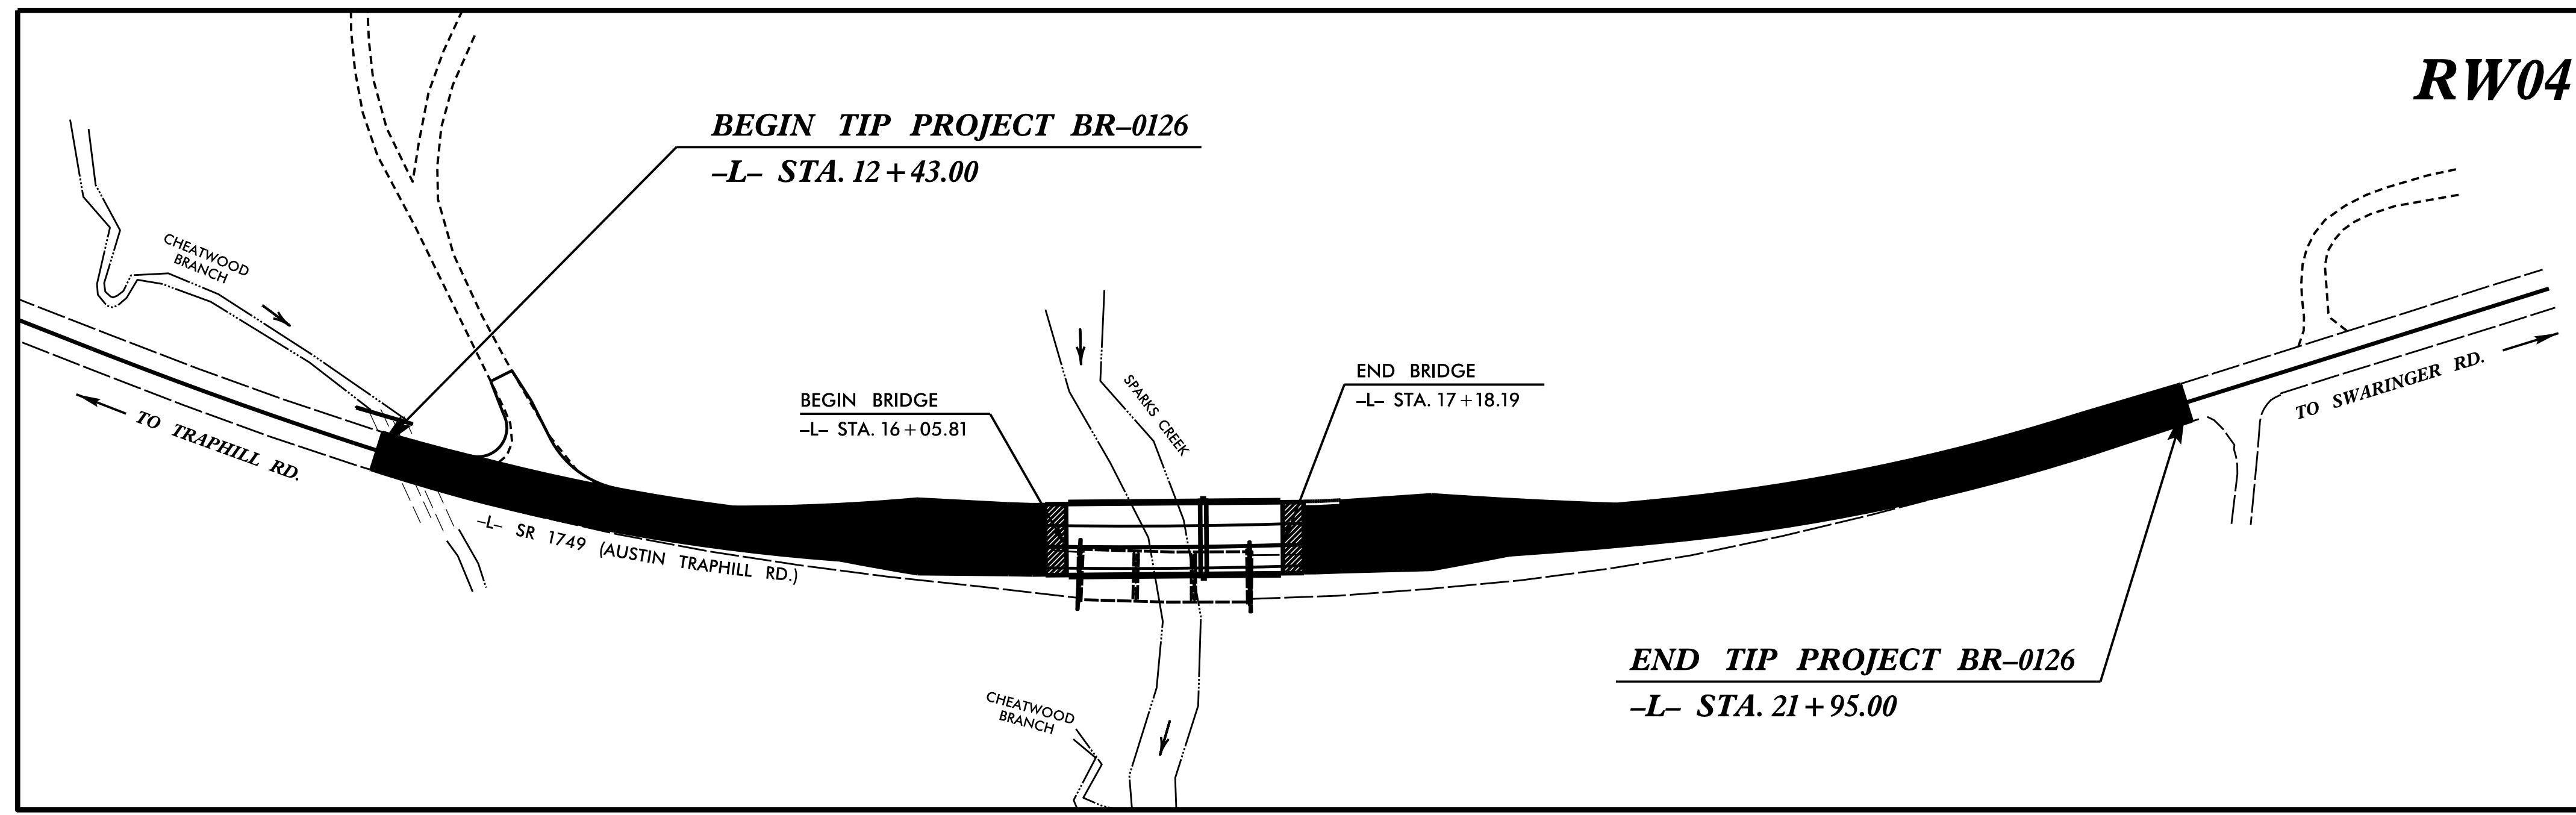 RW04
BEGIN TIP PROJECT BR–0126
–L– STA. 12+43.00
CHEATWOOD
BRANCH
TO TRAPHILL RD.
–L– SR 1749 (AUSTIN TRAPHILL RD.)
BEGIN BRIDGE
–L– STA. 16+05.81
SPARKS CREEK
END BRIDGE
–L– STA. 17+18.19
TO SWARINGER RD.
END TIP PROJECT BR–0126
–L– STA. 21+95.00
CHEATWOOD
BRANCH